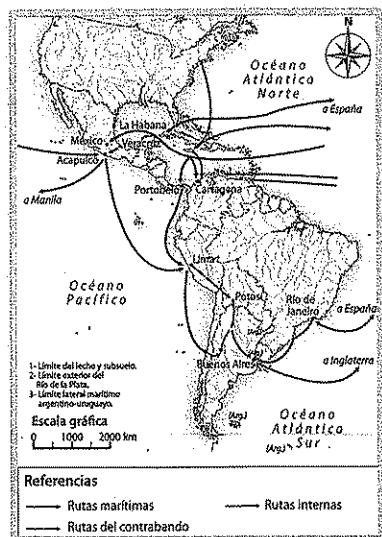 N
Océano
Atlántico
Norte
a España
La Habana
México
Veracruz
Acapulco
a Manila
Portobelo
Cartagena
Lima
Océano
Pacífico
Potosí
Río de
Janeiro
a España
Buenos Aires
a Inglaterra
1- Límite del lecho y subsuelo.
2- Límite exterior del
Río de la Plata.
3- Límite lateral marítimo
argentino-uruguayo.
Escala gráfica
0 1000 2000 km
(Arg.)
(Arg.)
Océano
Atlántico
Sur
Referencias
Rutas marítimas
Rutas internas
Rutas del contrabando